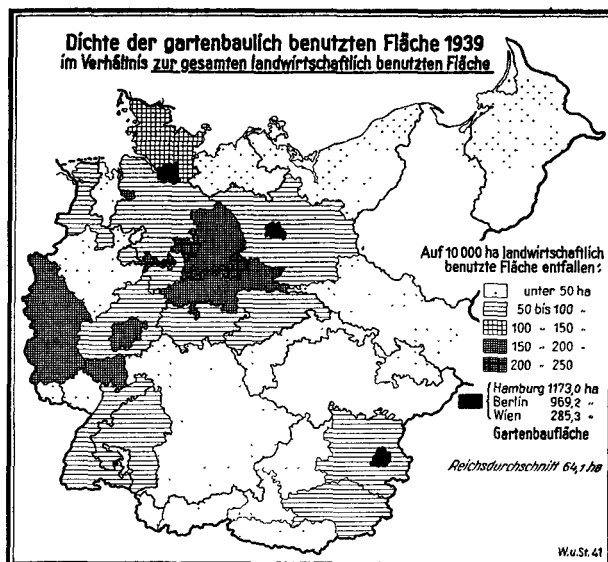 Dichte der gartenbaulich benutzten Fläche 1939
im Verhältnis zur gesamten landwirtschaftlich benutzten Fläche
Auf 10 000 ha landwirtschaftlich
benutzte Fläche entfallen:
unter 50 ha
50 bis 100 "
100 " 150 "
150 " 200 "
200 " 250
Hamburg 1173,0 ha
Berlin 969,2 "
Wien 285,3 "
Gartenbaufläche
Reichsdurchschnitt 64,1 ha
W.u.St. 41